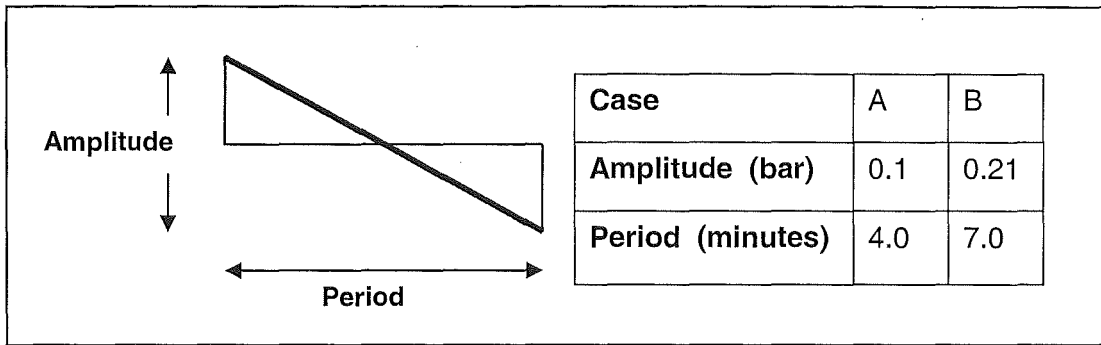 Amplitude
Period
Case A B
Amplitude (bar) 0.1 0.21
Period (minutes) 4.0 7.0